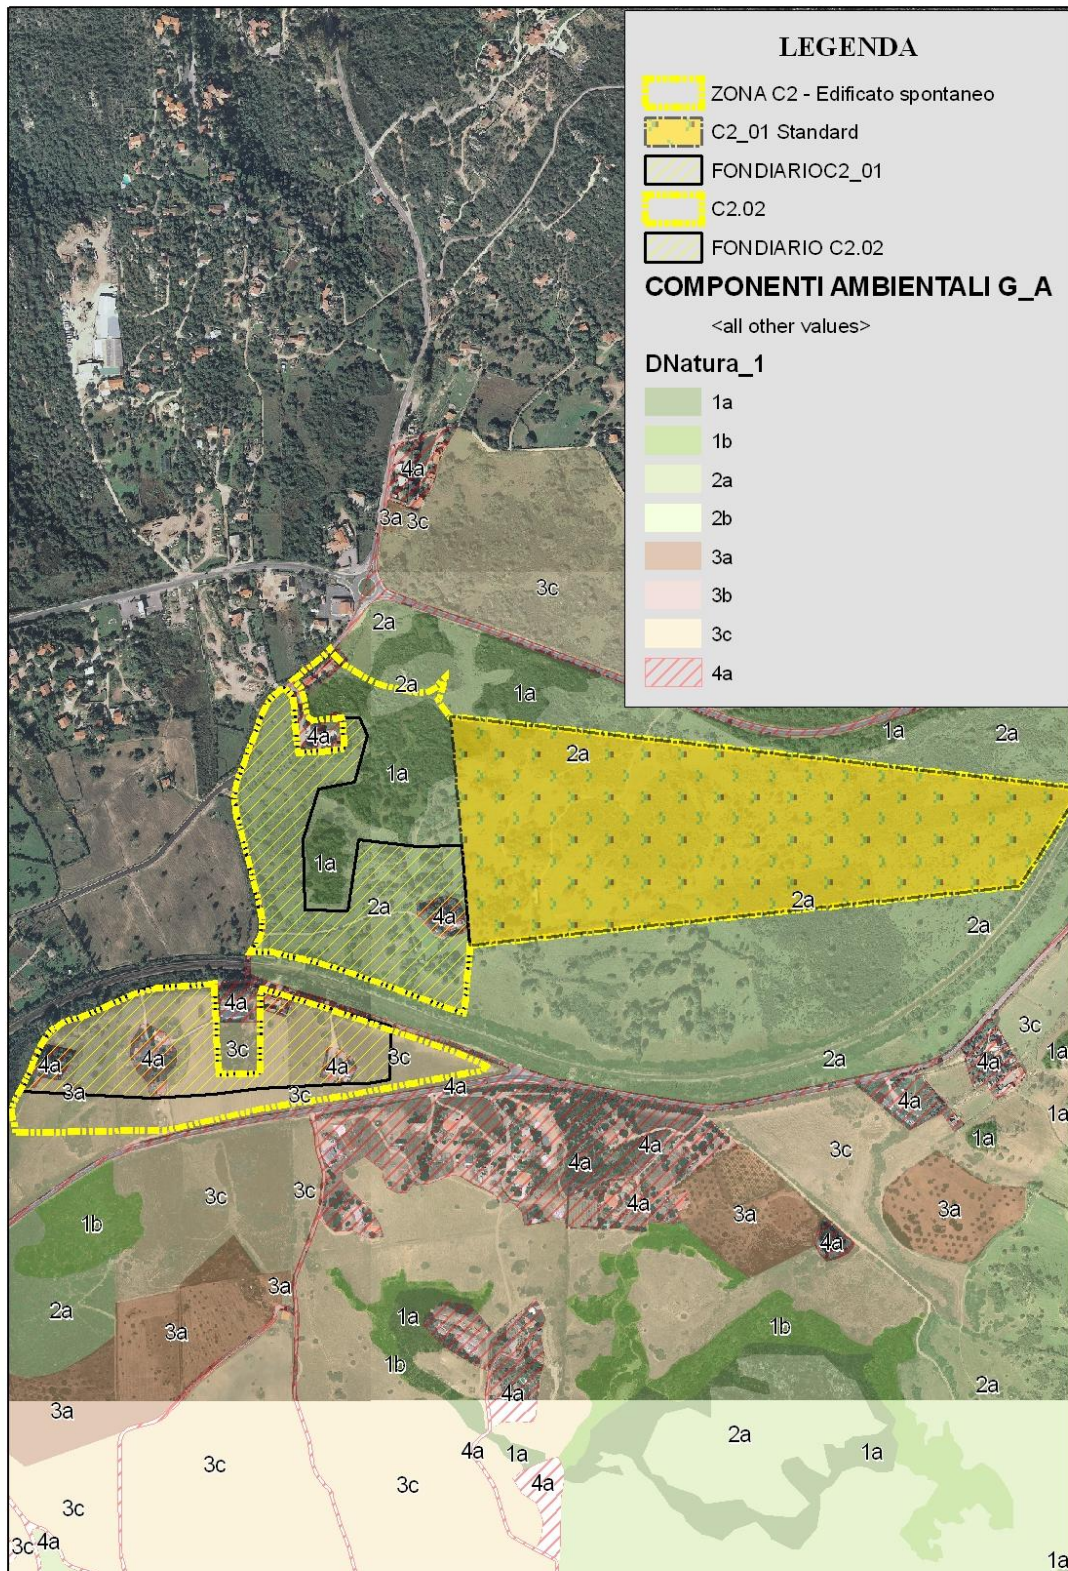 LEGENDA
ZONA C2 - Edificato spontaneo
C2_01 Standard
FONDIARIOC2_01
C2.02
FONDIARIO C2.02
COMPONENTI AMBIENTALI G_A
<all other values>
DNatura_1
1a
1b
2a
2b
3a
3b
3c
4a
4a
3a 3c
3c
2a
2a
1a
1a
2a
4a
2a
1a
1a
2a
2a
4a
2a
4a
3c
4a
4a
3c
4a
3c
2a
4a
1a
3a
3c
4a
4a
1a
1a
4a
3c
4a
3c
3c
4a
3a
3a
1b
4a
3a
2a
3a
1a
1b
1b
4a
2a
3a
2a
3c
4a
1a
1a
3c
4a
3c
3c
4a
1a